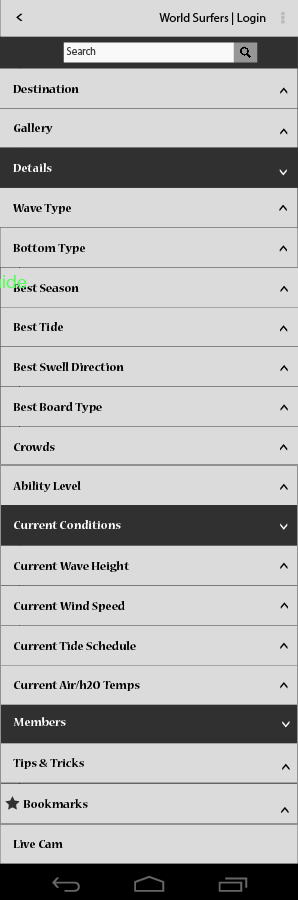 World Surfers | Login
Search
Destination
Gallery
Details
Wave Type
Bottom Type
ide
Best Season
Best Tide
Best Swell Direction
Best Board Type
Crowds
Ability Level
Current Conditions
Current Wave Height
Current Wind Speed
Current Tide Schedule
Current Air/h20 Temps
Members
Tips & Tricks
Bookmarks
Live Cam